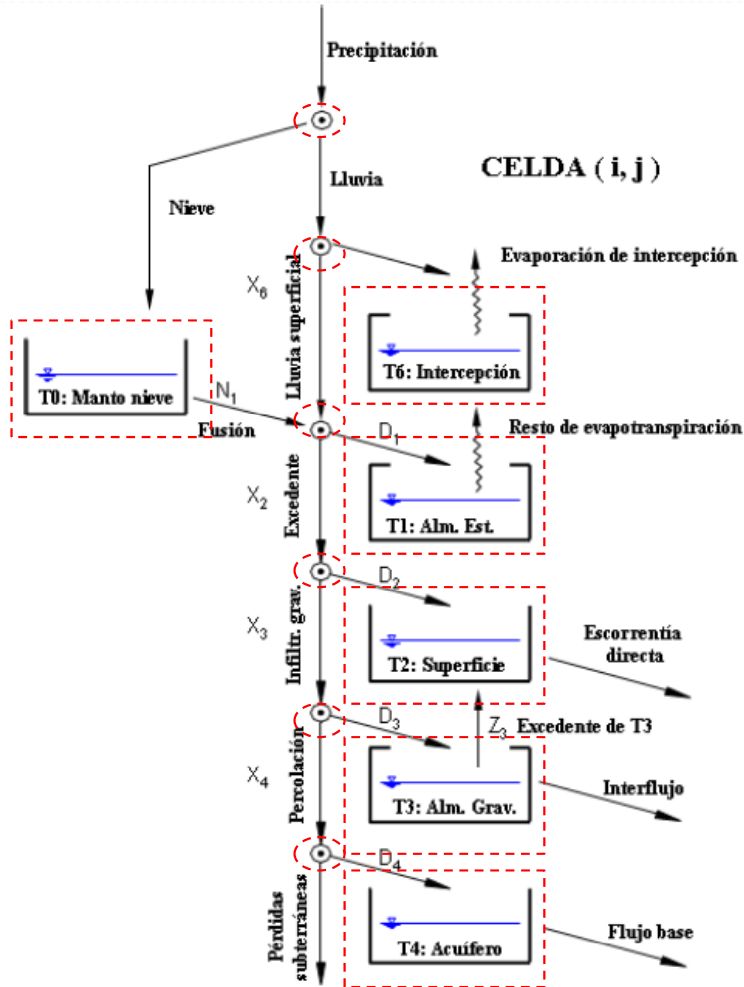 Precipitación
CELDA ( i, j )
Lluvia
Nieve
Evaporación de intercepción
X6
Lluvia superficial
T6: Intercepción
T0: Manto nieve
N1
Fusión
D1
Resto de evapotranspiración
X2
Excedente
T1: Alm. Est.
D2
X3
Infiltr. grav.
T2: Superficie
Escorrentía
directa
D3
Z3
Excedente de T3
X4
Percolación
T3: Alm. Grav.
Interflujo
D4
Pérdidas
subterráneas
T4: Acuífero
Flujo base